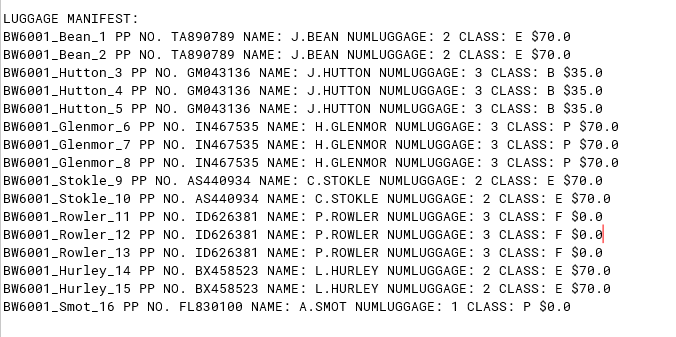 LUGGAGE MANIFEST:
BW6001_Bean_1 PP NO. TA890789 NAME: J.BEAN NUMLUGGAGE: 2 CLASS: E $70.0
BW6001_Bean_2 PP NO. TA890789 NAME: J.BEAN NUMLUGGAGE: 2 CLASS: E $70.0
BW6001_Hutton_3 PP NO. GM043136 NAME: J.HUTTON NUMLUGGAGE: 3 CLASS: B $35.0
BW6001_Hutton_4 PP NO. GM043136 NAME: J.HUTTON NUMLUGGAGE: 3 CLASS: B $35.0
BW6001_Hutton_5 PP NO. GM043136 NAME: J.HUTTON NUMLUGGAGE: 3 CLASS: B $35.0
BW6001_Glenmor_6 PP NO. IN467535 NAME: H.GLENMOR NUMLUGGAGE: 3 CLASS: P $70.0
BW6001_Glenmor_7 PP NO. IN467535 NAME: H.GLENMOR NUMLUGGAGE: 3 CLASS: P $70.0
BW6001_Glenmor_8 PP NO. IN467535 NAME: H.GLENMOR NUMLUGGAGE: 3 CLASS: P $70.0
BW6001_Stokle_9 PP NO. AS440934 NAME: C.STOKLE NUMLUGGAGE: 2 CLASS: E $70.0
BW6001_Stokle_10 PP NO. AS440934 NAME: C.STOKLE NUMLUGGAGE: 2 CLASS: E $70.0
BW6001_Rowler_11 PP NO. ID626381 NAME: P.ROWLER NUMLUGGAGE: 3 CLASS: F $0.0
BW6001_Rowler_12 PP NO. ID626381 NAME: P.ROWLER NUMLUGGAGE: 3 CLASS: F $0.0
BW6001_Rowler_13 PP NO. ID626381 NAME: P.ROWLER NUMLUGGAGE: 3 CLASS: F $0.0
BW6001_Hurley_14 PP NO. BX458523 NAME: L.HURLEY NUMLUGGAGE: 2 CLASS: E $70.0
BW6001_Hurley_15 PP NO. BX458523 NAME: L.HURLEY NUMLUGGAGE: 2 CLASS: E $70.0
BW6001_Smot_16 PP NO. FL830100 NAME: A.SMOT NUMLUGGAGE: 1 CLASS: P $0.0